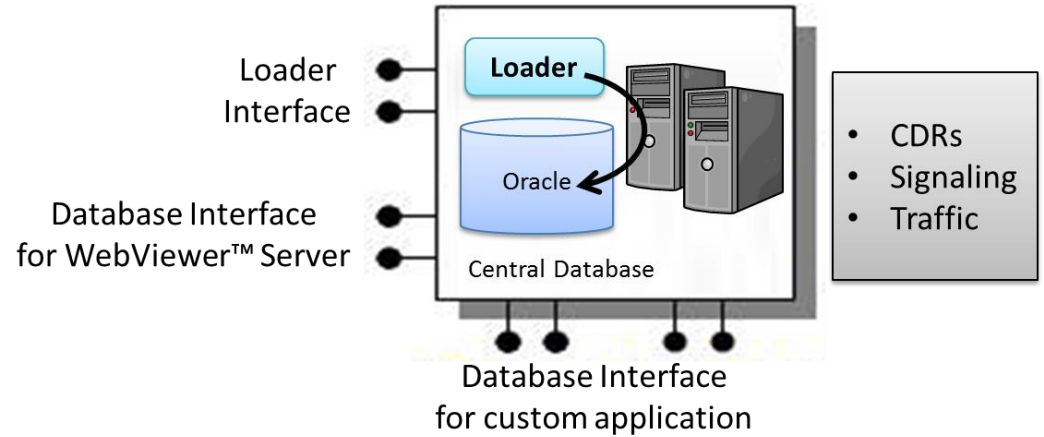 Loader
Interface
Loader
Oracle
Database Interface
for WebViewer™ Server
Central Database
• CDRs
• Signaling
• Traffic
Database Interface
for custom application